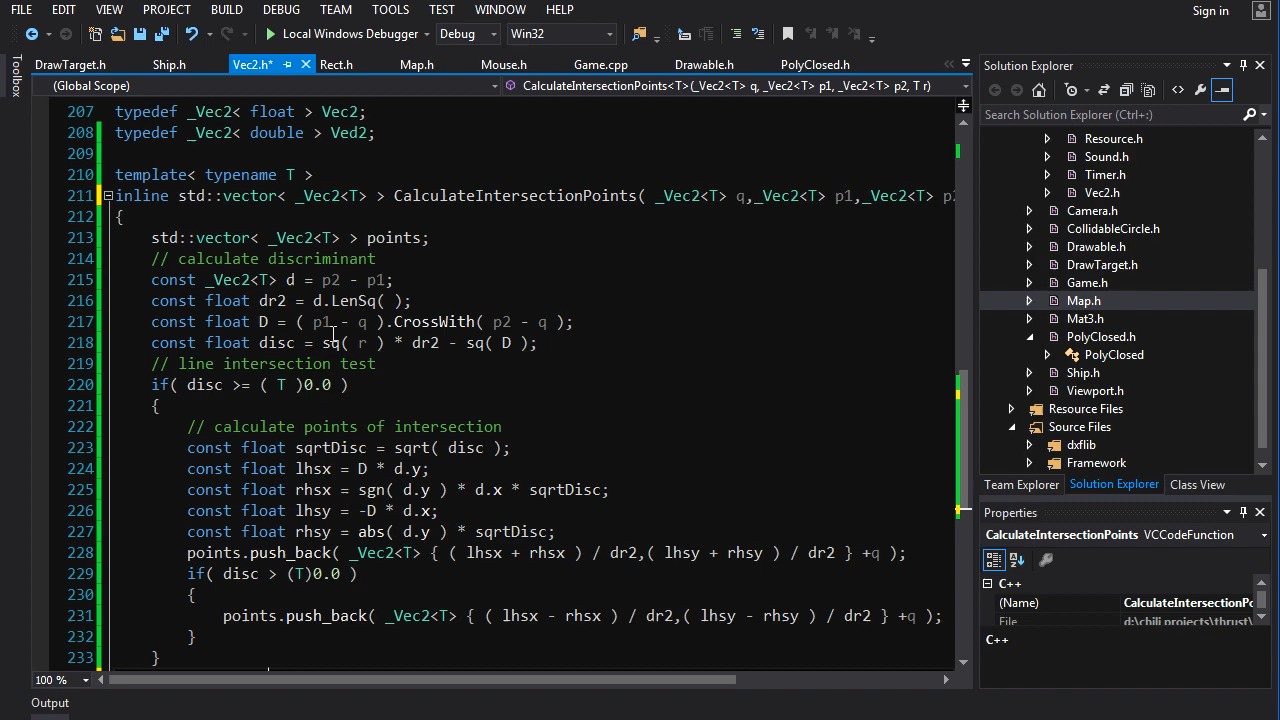 FILE EDIT VIEW PROJECT BUILD DEBUG TEAM TOOLS TEST WINDOW HELP Sign in
Local Windows Debugger Debug Win32
Toolbox
DrawTarget.h Ship.h Vec2.h* Rect.h Map.h Mouse.h Game.cpp Drawable.h PolyClosed.h
(Global Scope) CalculateIntersectionPoints<T>(_Vec2<T> q, _Vec2<T> p1, _Vec2<T> p2, T r)
207 typedef _Vec2< float > Vec2;
208 typedef _Vec2< double > Ved2;
209
210 template< typename T >
211 inline std::vector< _Vec2<T> > CalculateIntersectionPoints( _Vec2<T> q,_Vec2<T> p1,_Vec2<T> p2
212 {
213 std::vector< _Vec2<T> > points;
214 // calculate discriminant
215 const _Vec2<T> d = p2 - p1;
216 const float dr2 = d.LenSq( );
217 const float D = ( p1 - q ).CrossWith( p2 - q );
218 const float disc = sq( r ) * dr2 - sq( D );
219 // line intersection test
220 if( disc >= ( T )0.0 )
221 {
222 // calculate points of intersection
223 const float sqrtDisc = sqrt( disc );
224 const float lhsx = D * d.y;
225 const float rhsx = sgn( d.y ) * d.x * sqrtDisc;
226 const float lhsy = -D * d.x;
227 const float rhsy = abs( d.y ) * sqrtDisc;
228 points.push_back( _Vec2<T> { ( lhsx + rhsx ) / dr2,( lhsy + rhsy ) / dr2 } +q );
229 if( disc > (T)0.0 )
230 {
231 points.push_back( _Vec2<T> { ( lhsx - rhsx ) / dr2,( lhsy - rhsy ) / dr2 } +q );
232 }
233 }
100 %
Output
Solution Explorer
Search Solution Explorer (Ctrl+;)
Resource.h
Sound.h
Timer.h
Vec2.h
Camera.h
CollidableCircle.h
Drawable.h
DrawTarget.h
Game.h
Map.h
Mat3.h
PolyClosed.h
PolyClosed
Ship.h
Viewport.h
Resource Files
Source Files
dxflib
Framework
Team Explorer Solution Explorer Class View
Properties
CalculateIntersectionPoints VCCodeFunction
C++
(Name) CalculateIntersectionPc
File d:\chili projects\thrust\
C++